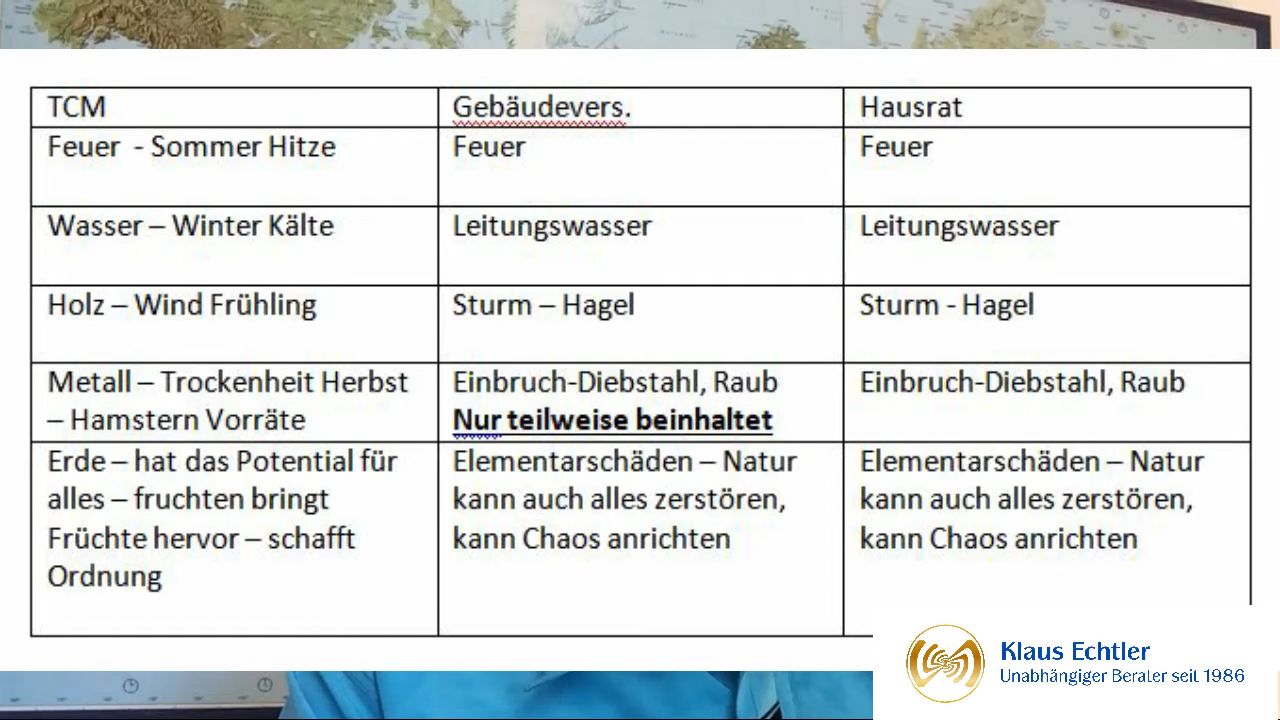 TCM
Gebäudevers.
Hausrat
Feuer - Sommer Hitze
Feuer
Feuer
Wasser – Winter Kälte
Leitungswasser
Leitungswasser
Holz – Wind Frühling
Sturm – Hagel
Sturm - Hagel
Metall – Trockenheit Herbst
– Hamstern Vorräte
Einbruch-Diebstahl, Raub
Nur teilweise beinhaltet
Einbruch-Diebstahl, Raub
Erde – hat das Potential für
alles – fruchten bringt
Früchte hervor – schafft
Ordnung
Elementarschäden – Natur
kann auch alles zerstören,
kann Chaos anrichten
Elementarschäden – Natur
kann auch alles zerstören,
kann Chaos anrichten
Klaus Echtler
Unabhängiger Berater seit 1986